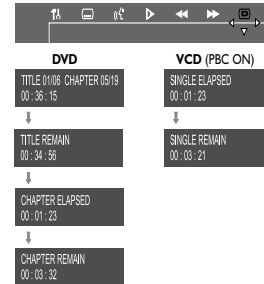 DVD
TITLE 01/06 CHAPTER 05/19
00 : 36 : 15
TITLE REMAIN
00 : 34 : 56
CHAPTER ELAPSED
00 : 01 : 23
CHAPTER REMAIN
00 : 03 : 32
VCD (PBC ON)
SINGLE ELAPSED
00 : 01 : 23
SINGLE REMAIN
00 : 03 : 21